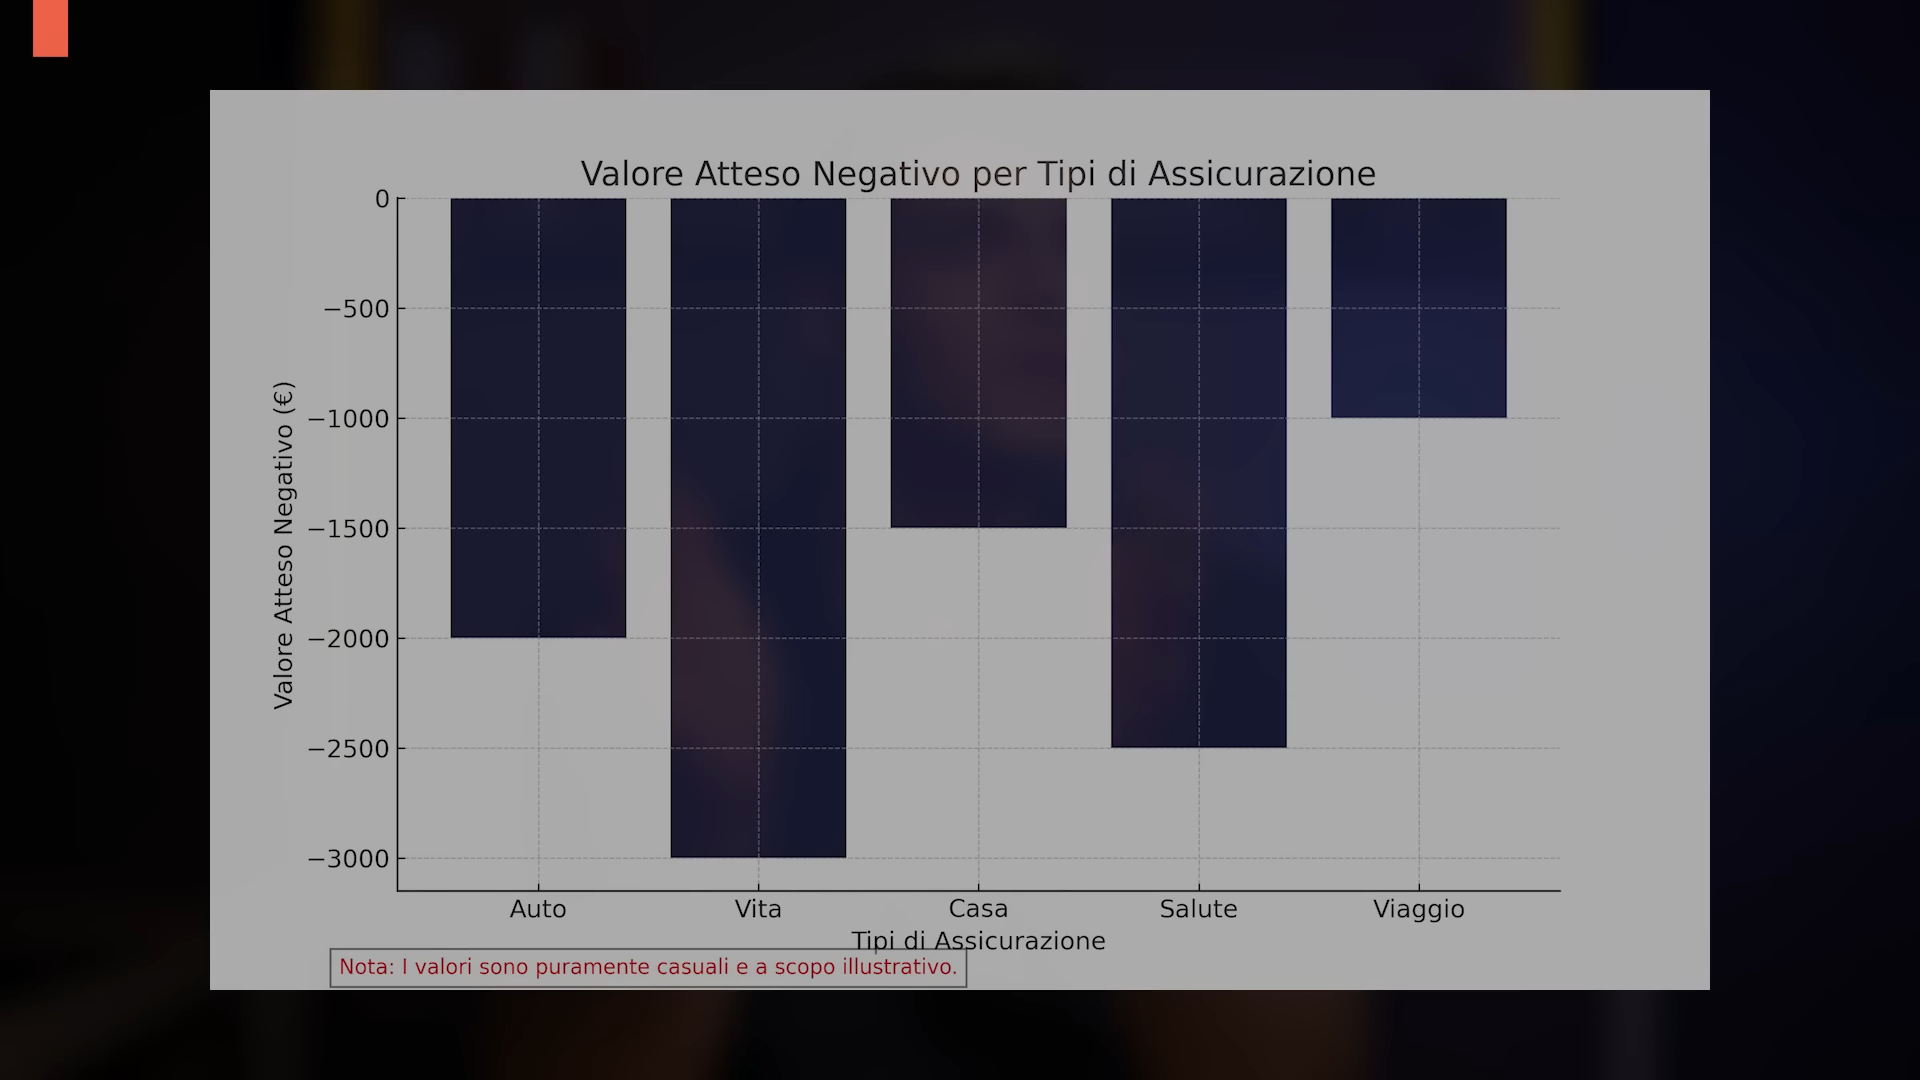 Valore Atteso Negativo per Tipi di Assicurazione
0
−500
−1000
−1500
−2000
−2500
−3000
Valore Atteso Negativo (€)
Auto
Vita
Casa
Salute
Viaggio
Tipi di Assicurazione
Nota: I valori sono puramente casuali e a scopo illustrativo.